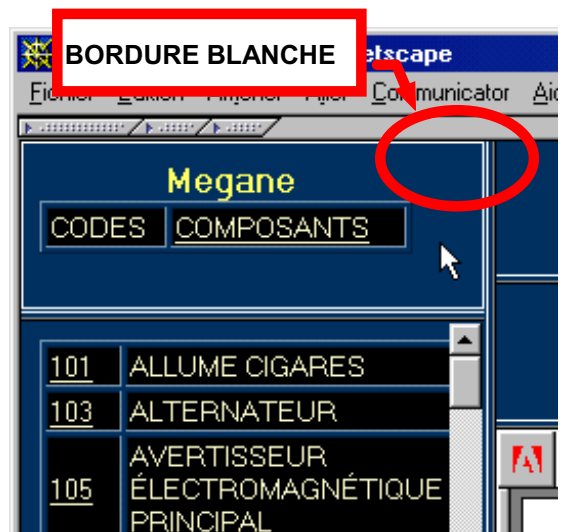 BORDURE BLANCHE
etscape
Communicator
Megane
CODES COMPOSANTS
101 ALLUME CIGARES
103 ALTERNATEUR
105 AVERTISSEUR
ÉLECTROMAGNÉTIQUE
PRINCIPAL